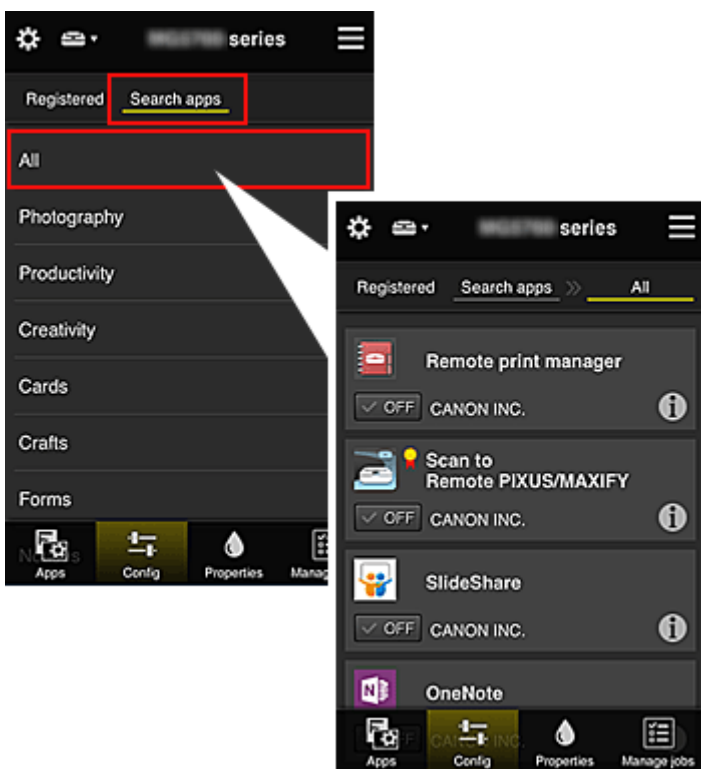 series
Registered Search apps
All
Photography
Productivity
Creativity
Cards
Crafts
Forms
Apps Config Properties Manag
series
Registered Search apps >> All
Remote print manager
OFF CANON INC.
Scan to
Remote PIXUS/MAXIFY
OFF CANON INC.
SlideShare
OFF CANON INC.
OneNote
Apps Config Properties Manage jobs